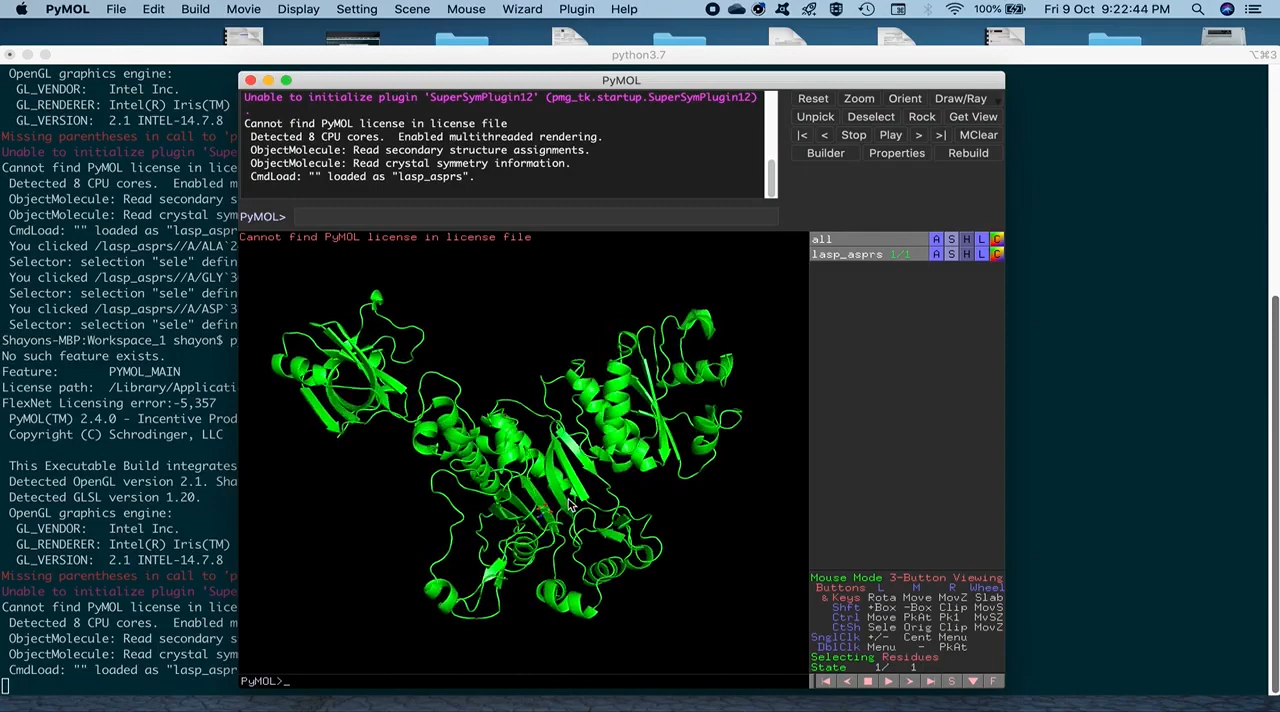 PyMOL File Edit Build Movie Display Setting Scene Mouse Wizard Plugin Help 100% Fri 9 Oct 9:22:44 PM
python3.7 ⌥⌘3
OpenGL graphics engine:
GL_VENDOR: Intel Inc.
GL_RENDERER: Intel(R) Iris(TM)
GL_VERSION: 2.1 INTEL-14.7.8
Missing parentheses in call to 'p
Unable to initialize plugin 'Supe
Cannot find PyMOL license in lice
Detected 8 CPU cores. Enabled m
ObjectMolecule: Read secondary s
ObjectMolecule: Read crystal sym
CmdLoad: "" loaded as "lasp_aspr
You clicked /lasp_asprs//A/ALA`2
Selector: selection "sele" defin
You clicked /lasp_asprs//A/GLY`3
Selector: selection "sele" defin
You clicked /lasp_asprs//A/ASP`3
Selector: selection "sele" defin
Shayons-MBP:Workspace_1 shayon$ p
No such feature exists.
Feature: PYMOL_MAIN
License path: /Library/Applicati
FlexNet Licensing error:-5,357
PyMOL(TM) 2.4.0 - Incentive Prod
Copyright (C) Schrodinger, LLC
This Executable Build integrates
Detected OpenGL version 2.1. Sha
Detected GLSL version 1.20.
OpenGL graphics engine:
GL_VENDOR: Intel Inc.
GL_RENDERER: Intel(R) Iris(TM)
GL_VERSION: 2.1 INTEL-14.7.8
Missing parentheses in call to 'p
Unable to initialize plugin 'Supe
Cannot find PyMOL license in lice
Detected 8 CPU cores. Enabled m
ObjectMolecule: Read secondary s
ObjectMolecule: Read crystal sym
CmdLoad: "" loaded as "lasp_aspr
PyMOL
Unable to initialize plugin 'SuperSymPlugin12' (pmg_tk.startup.SuperSymPlugin12)
.
Cannot find PyMOL license in license file
Detected 8 CPU cores. Enabled multithreaded rendering.
ObjectMolecule: Read secondary structure assignments.
ObjectMolecule: Read crystal symmetry information.
CmdLoad: "" loaded as "lasp_asprs".
PyMOL>
Reset Zoom Orient Draw/Ray
Unpick Deselect Rock Get View
|< < Stop Play > >| MClear
Builder Properties Rebuild
Cannot find PyMOL license in license file
all A S H L C
lasp_asprs 1/1 A S H L C
Mouse Mode 3-Button Viewing
Buttons L M R Wheel
& Keys Rota Move MovZ Slab
Shft +Box -Box Clip MovS
Ctrl Move PkAt Pk1 MvSZ
CtSh Sele Orig Clip MovZ
SnglClk +/- Cent Menu
DblClk Menu - PkAt
Selecting Residues
State 1/ 1
PyMOL>_
S F